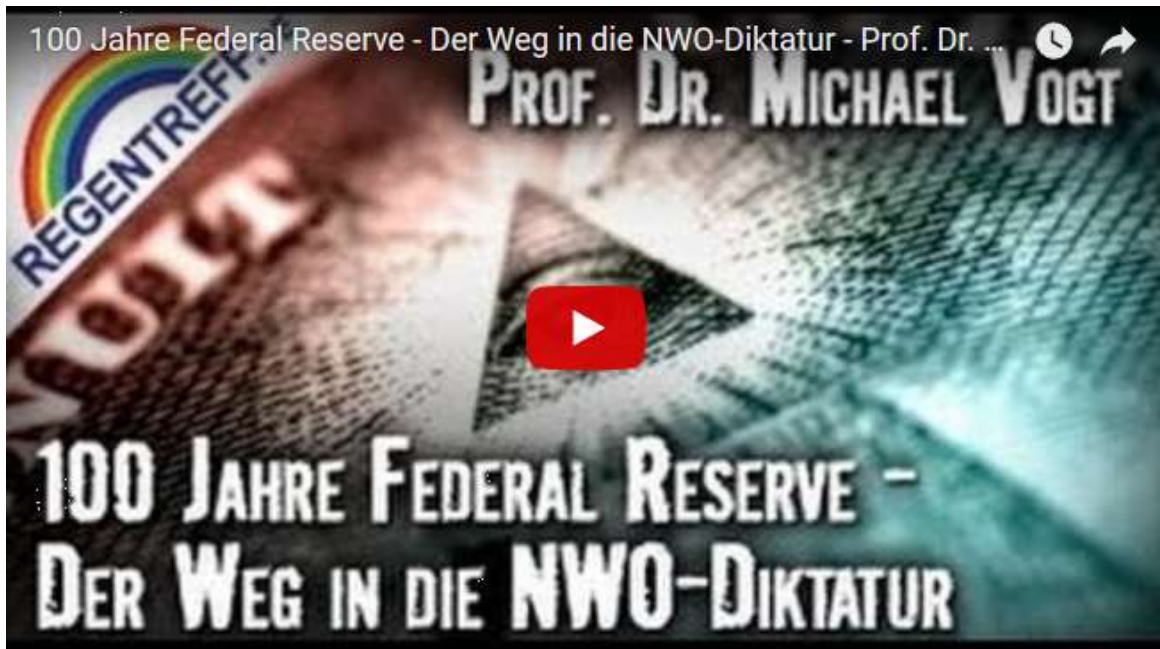 100 Jahre Federal Reserve - Der Weg in die NWO-Diktatur - Prof. Dr. ...
PROF. DR. MICHAEL VOGT
REGENTREFF
100 JAHRE FEDERAL RESERVE -
DER WEG IN DIE NWO-DIKTATUR